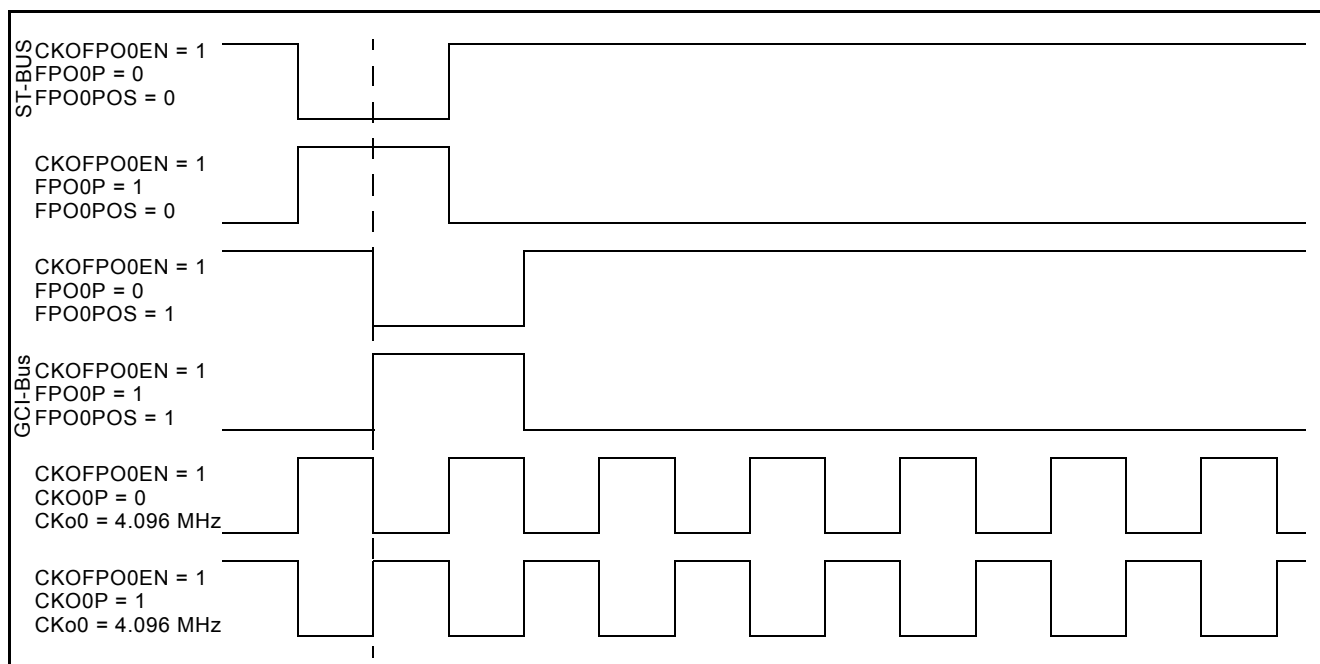 ST-BUS
CKOFPO0EN = 1
FPO0P = 0
FPO0POS = 0
CKOFPO0EN = 1
FPO0P = 1
FPO0POS = 0
CKOFPO0EN = 1
FPO0P = 0
FPO0POS = 1
GCI-Bus
CKOFPO0EN = 1
FPO0P = 1
FPO0POS = 1
CKOFPO0EN = 1
CKO0P = 0
CKo0 = 4.096 MHz
CKOFPO0EN = 1
CKO0P = 1
CKo0 = 4.096 MHz